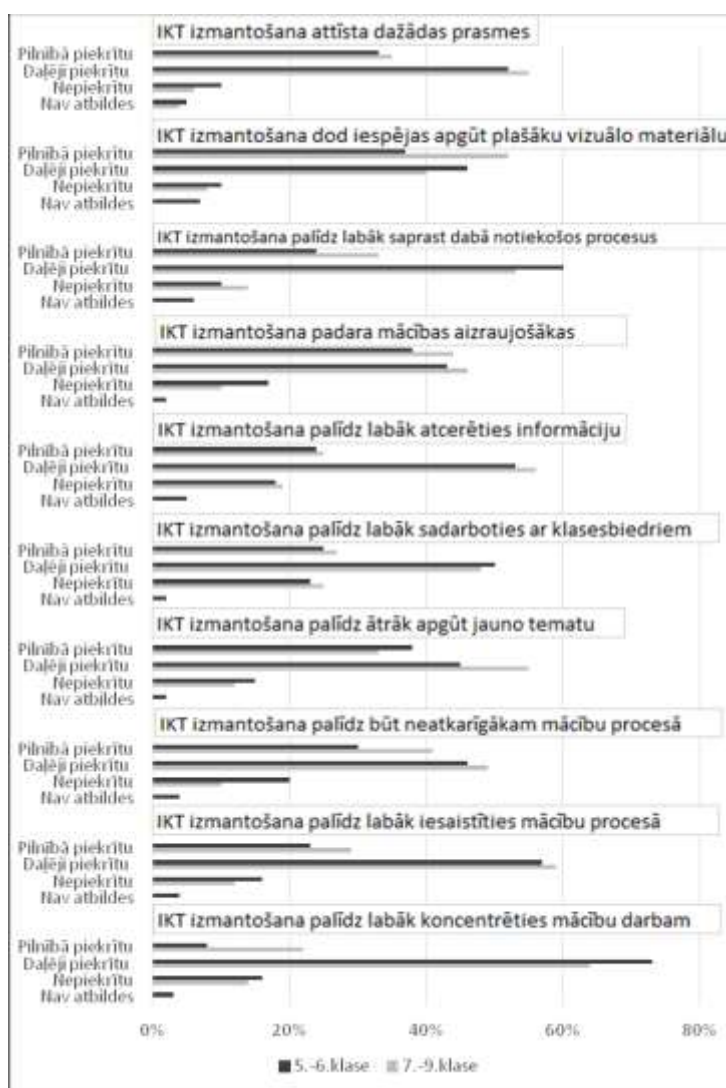 IKT izmantošana attīsta dažādas prasmes
Pilnībā piekrītu
Daļēji piekrītu
Nepiekrītu
Nav atbildes
IKT izmantošana dod iespējas apgūt plašāku vizuālo materiālu
Pilnībā piekrītu
Daļēji piekrītu
Nepiekrītu
Nav atbildes
IKT izmantošana palīdz labāk saprast dabā notiekošos procesus
Pilnībā piekrītu
Daļēji piekrītu
Nepiekrītu
Nav atbildes
IKT izmantošana padara mācības aizraujošākas
Pilnībā piekrītu
Daļēji piekrītu
Nepiekrītu
Nav atbildes
IKT izmantošana palīdz labāk atcerēties informāciju
Pilnībā piekrītu
Daļēji piekrītu
Nepiekrītu
Nav atbildes
IKT izmantošana palīdz labāk sadarboties ar klasesbiedriem
Pilnībā piekrītu
Daļēji piekrītu
Nepiekrītu
Nav atbildes
IKT izmantošana palīdz ātrāk apgūt jauno tematu
Pilnībā piekrītu
Daļēji piekrītu
Nepiekrītu
Nav atbildes
IKT izmantošana palīdz būt neatkarīgākam mācību procesā
Pilnībā piekrītu
Daļēji piekrītu
Nepiekrītu
Nav atbildes
IKT izmantošana palīdz labāk iesaistīties mācību procesā
Pilnībā piekrītu
Daļēji piekrītu
Nepiekrītu
Nav atbildes
IKT izmantošana palīdz labāk koncentrēties mācību darbam
Pilnībā piekrītu
Daļēji piekrītu
Nepiekrītu
Nav atbildes
0% 20% 40% 60% 80%
5.-6.klase 7.-9.klase